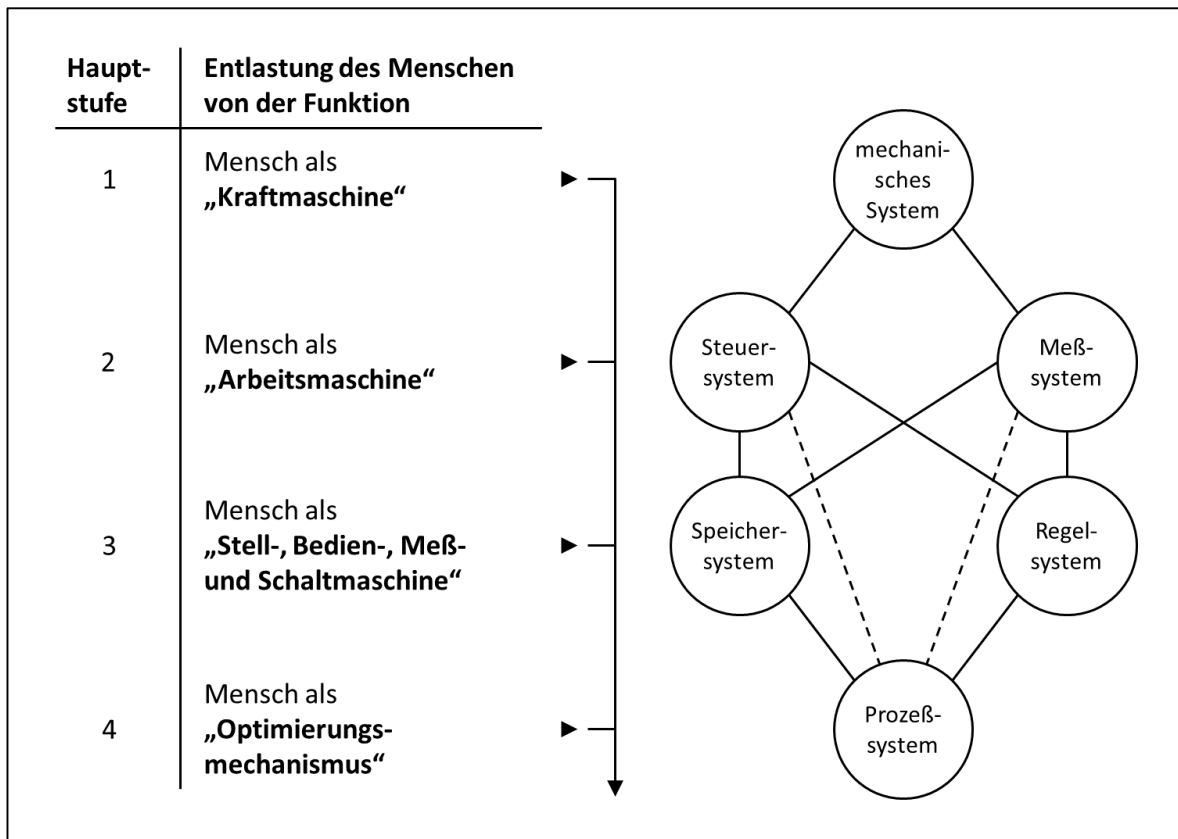 Haupt-
stufe
Entlastung des Menschen
von der Funktion
1
Mensch als
„Kraftmaschine“
2
Mensch als
„Arbeitsmaschine“
3
Mensch als
„Stell-, Bedien-, Meß-
und Schaltmaschine“
4
Mensch als
„Optimierungs-
mechanismus“
mechani-
sches
System
Steuer-
system
Meß-
system
Speicher-
system
Regel-
system
Prozeß-
system